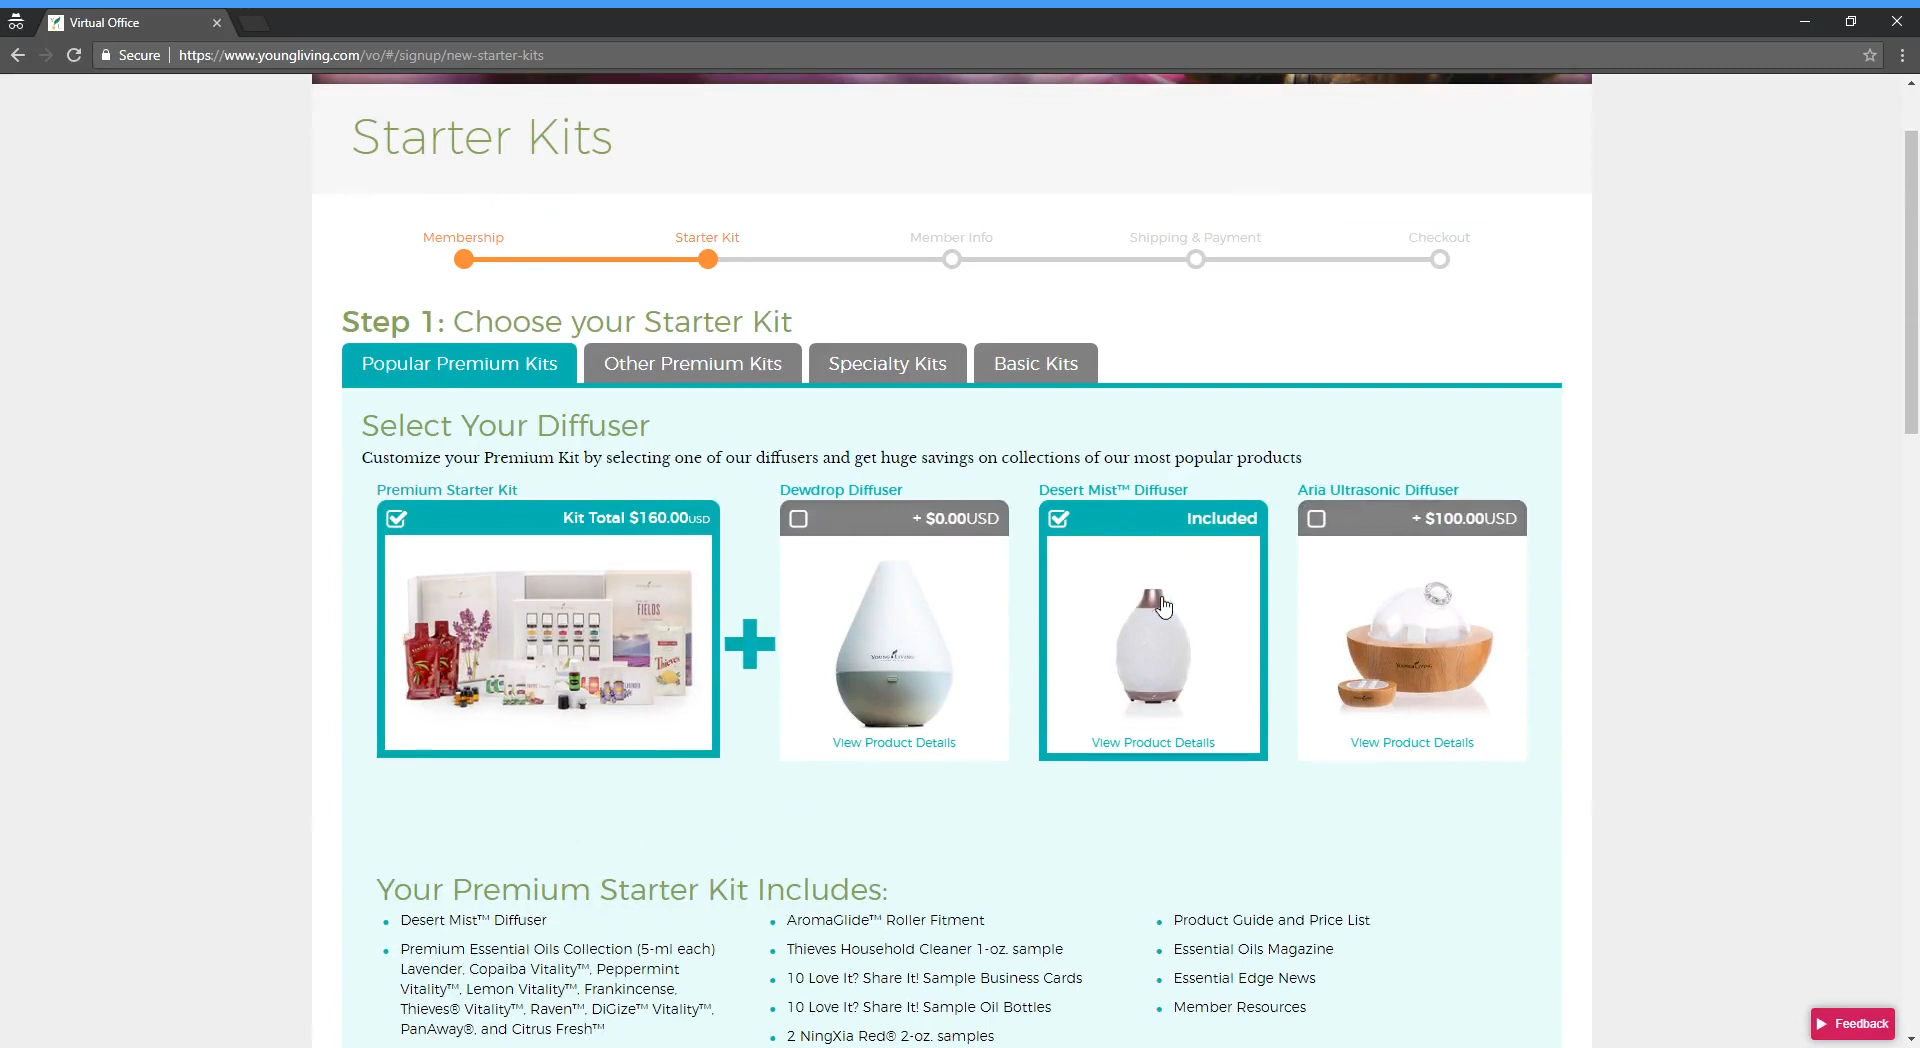 Virtual Office
Secure
https://www.youngliving.com/vo/#/signup/new-starter-kits
Starter Kits
Membership
Starter Kit
Member Info
Shipping & Payment
Checkout
Step 1: Choose your Starter Kit
Popular Premium Kits
Other Premium Kits
Specialty Kits
Basic Kits
Select Your Diffuser
Customize your Premium Kit by selecting one of our diffusers and get huge savings on collections of our most popular products
Premium Starter Kit
Kit Total $160.00USD
FIELDS
Thieves
Dewdrop Diffuser
+ $0.00USD
YOUNG LIVING
View Product Details
Desert Mist™ Diffuser
Included
View Product Details
Aria Ultrasonic Diffuser
+ $100.00USD
YOUNG LIVING
View Product Details
Your Premium Starter Kit Includes:
Desert Mist™ Diffuser
Premium Essential Oils Collection (5-ml each)
Lavender, Copaiba Vitality™, Peppermint
Vitality™, Lemon Vitality™, Frankincense,
Thieves® Vitality™, Raven™, DiGize™ Vitality™,
PanAway®, and Citrus Fresh™
AromaGlide™ Roller Fitment
Thieves Household Cleaner 1-oz. sample
10 Love It? Share It! Sample Business Cards
10 Love It? Share It! Sample Oil Bottles
2 NingXia Red® 2-oz. samples
Product Guide and Price List
Essential Oils Magazine
Essential Edge News
Member Resources
Feedback